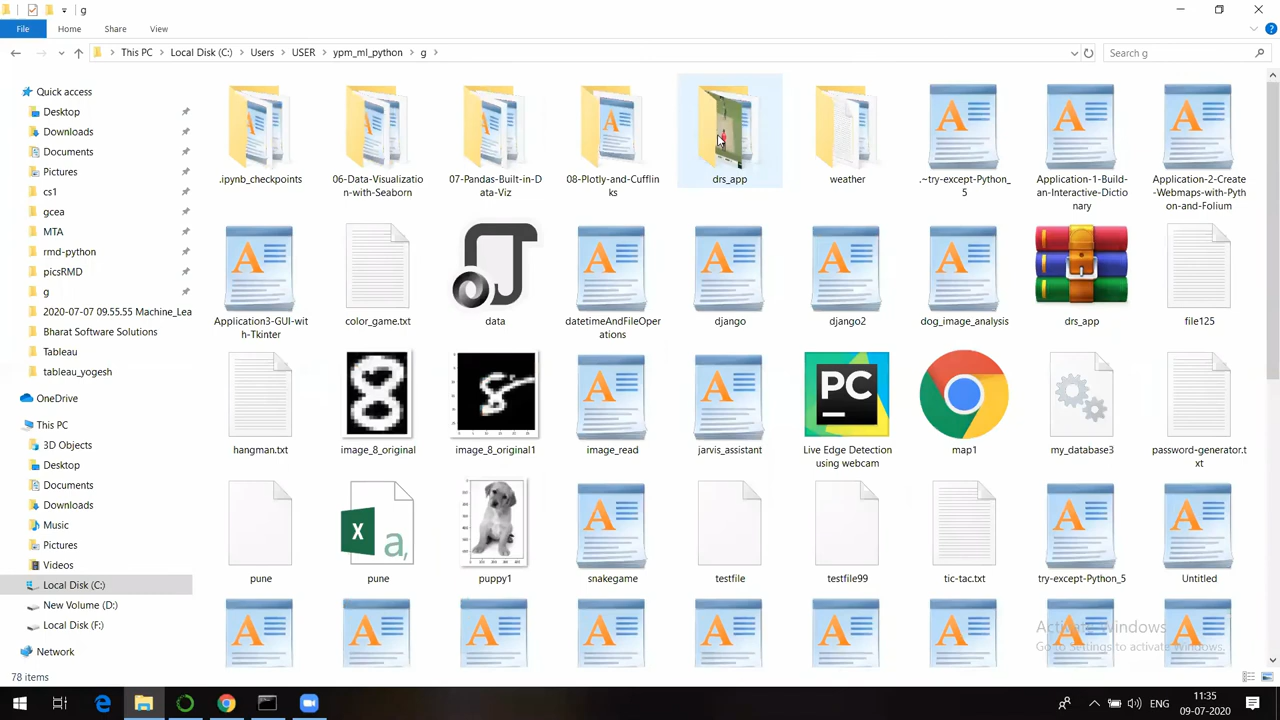 g
File
Home
Share
View
This PC
Local Disk (C:)
Users
USER
ypm_ml_python
g
Search g
Quick access
Desktop
Downloads
Documents
Pictures
cs1
gcea
MTA
rmd-python
picsRMD
g
2020-07-07 09.55.55 Machine_Lea
Bharat Software Solutions
Tableau
tableau_yogesh
OneDrive
This PC
3D Objects
Desktop
Documents
Downloads
Music
Pictures
Videos
Local Disk (C:)
New Volume (D:)
Local Disk (F:)
Network
.ipynb_checkpoints
06-Data-Visualizatio
n-with-Seaborn
07-Pandas-Built-in-D
ata-Viz
08-Plotly-and-Cufflin
ks
drs_app
weather
.~try-except-Python_
5
Application-1-Build-
an-Interactive-Dictio
nary
Application-2-Create
-Webmaps-with-Pyth
on-and-Folium
Application3-GUI-wit
h-Tkinter
color_game.txt
data
datetimeAndFileOper
ations
django
django2
dog_image_analysis
drs_app
file125
hangman.txt
image_8_original
image_8_original1
image_read
jarvis_assistant
PC
Live Edge Detection
using webcam
map1
my_database3
password-generator.t
xt
pune
pune
puppy1
snakegame
testfile
testfile99
tic-tac.txt
try-except-Python_5
Untitled
Activate Windows
Go to Settings to activate Windows.
78 items
ENG
11:35
09-07-2020